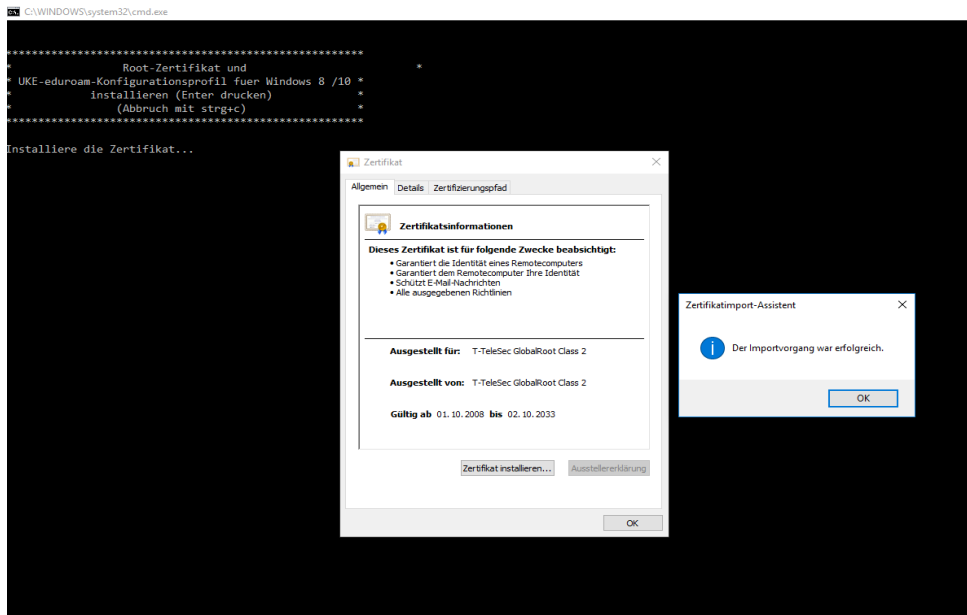 C:\WINDOWS\system32\cmd.exe
*******************************************************
* Root-Zertifikat und *
* UKE-eduroam-Konfigurationsprofil fuer Windows 8 /10 *
* installieren (Enter drucken) *
* (Abbruch mit strg+c) *
*******************************************************
Installiere die Zertifikat...
Zertifikat
Allgemein Details Zertifizierungspfad
Zertifikatsinformationen
Dieses Zertifikat ist für folgende Zwecke beabsichtigt:
• Garantiert die Identität eines Remotecomputers
• Garantiert dem Remotecomputer Ihre Identität
• Schützt E-Mail-Nachrichten
• Alle ausgegebenen Richtlinien
Ausgestellt für: T-TeleSec GlobalRoot Class 2
Ausgestellt von: T-TeleSec GlobalRoot Class 2
Gültig ab 01.10.2008 bis 02.10.2033
Zertifikat installieren... Ausstellererklärung
OK
Zertifikatimport-Assistent
Der Importvorgang war erfolgreich.
OK